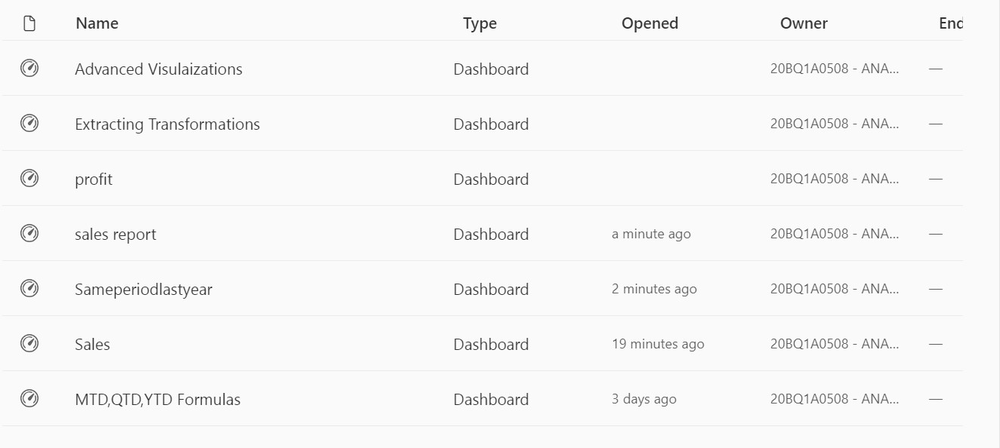 Name Type Opened Owner End
Advanced Visulaizations Dashboard 20BQ1A0508 - ANA... —
Extracting Transformations Dashboard 20BQ1A0508 - ANA... —
profit Dashboard 20BQ1A0508 - ANA... —
sales report Dashboard a minute ago 20BQ1A0508 - ANA... —
Sameperiodlastyear Dashboard 2 minutes ago 20BQ1A0508 - ANA... —
Sales Dashboard 19 minutes ago 20BQ1A0508 - ANA... —
MTD,QTD,YTD Formulas Dashboard 3 days ago 20BQ1A0508 - ANA... —